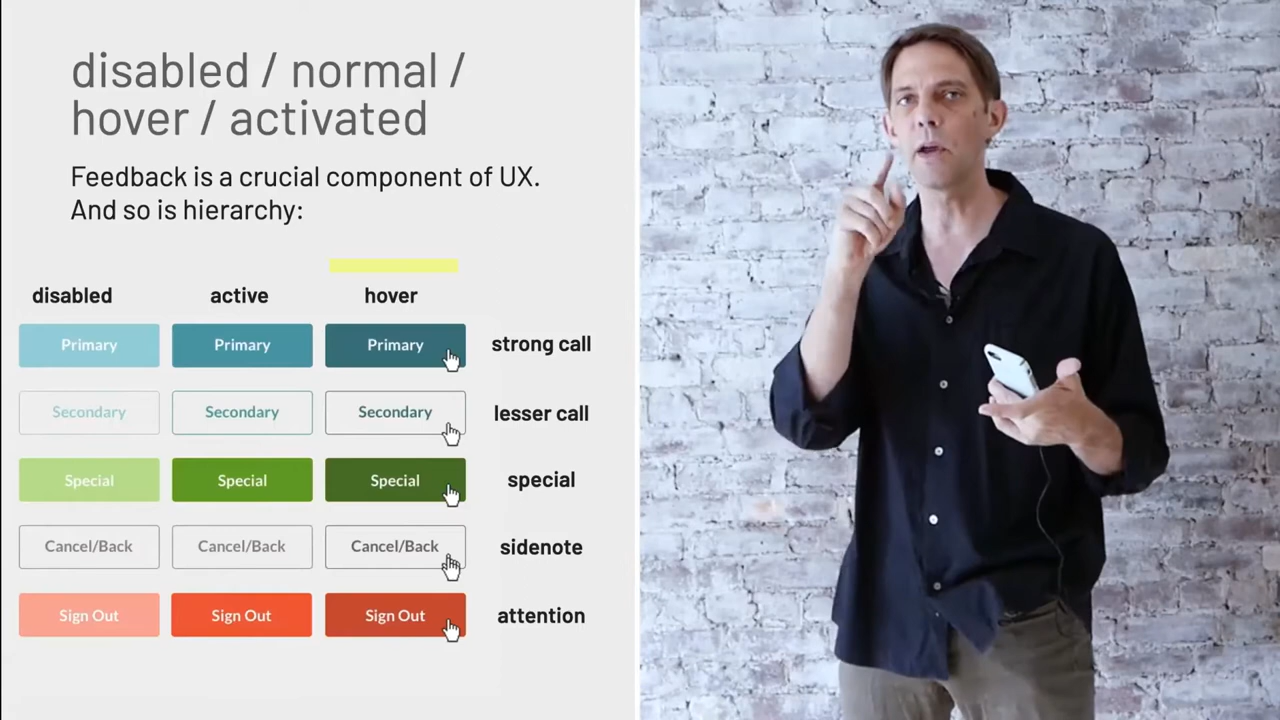 disabled / normal /
hover / activated
Feedback is a crucial component of UX.
And so is hierarchy:
disabled active hover
Primary Primary Primary strong call
Secondary Secondary Secondary lesser call
Special Special Special special
Cancel/Back Cancel/Back Cancel/Back sidenote
Sign Out Sign Out Sign Out attention